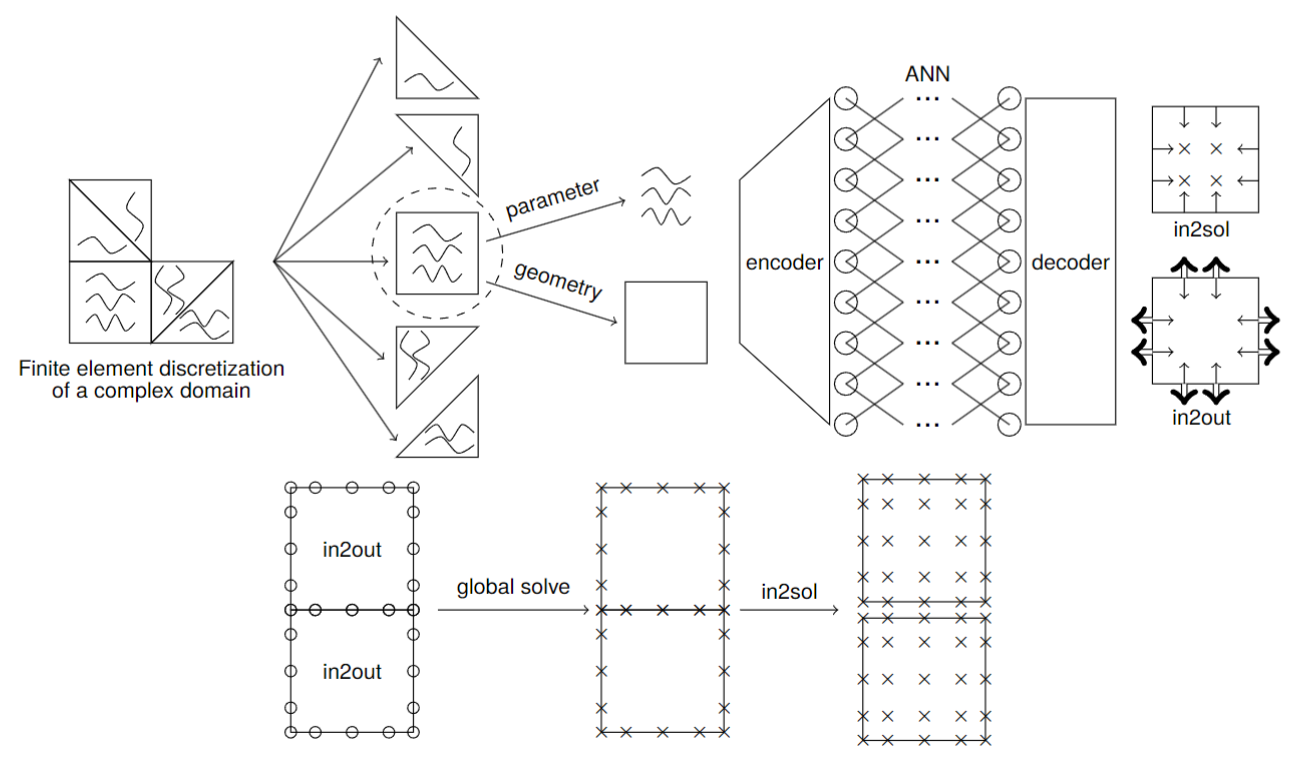 ANN
...
...
...
...
...
...
...
...
...
parameter
geometry
encoder
decoder
in2sol
in2out
Finite element discretization
of a complex domain
in2out
in2out
global solve
in2sol